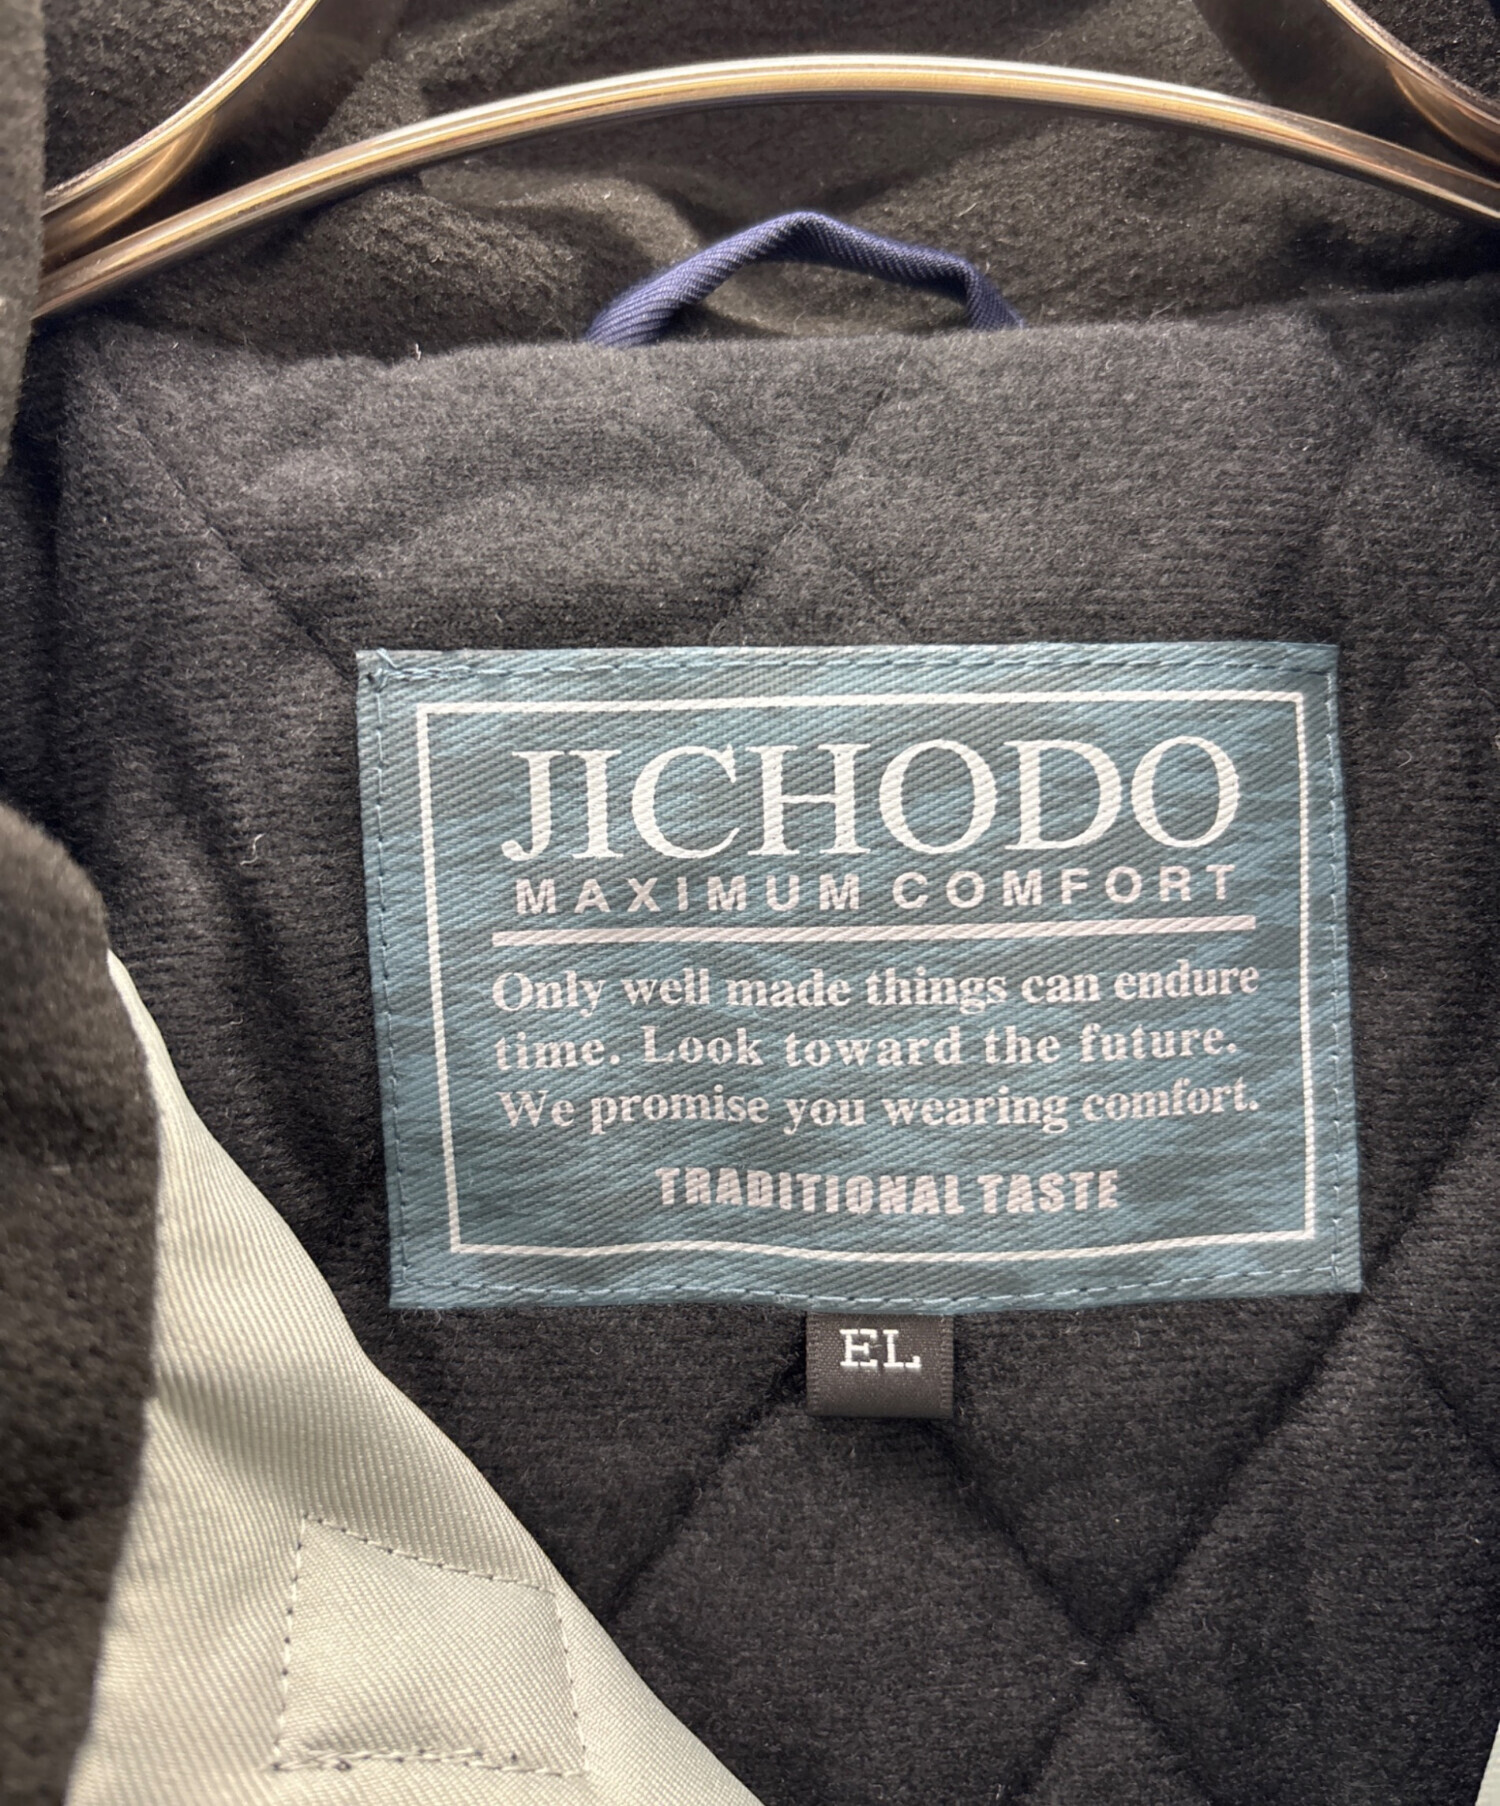 JICHODO
MAXIMUM COMFORT
Only well made things can endure
time. Look toward the future.
We promise you wearing comfort.
TRADITIONAL TASTE
EL